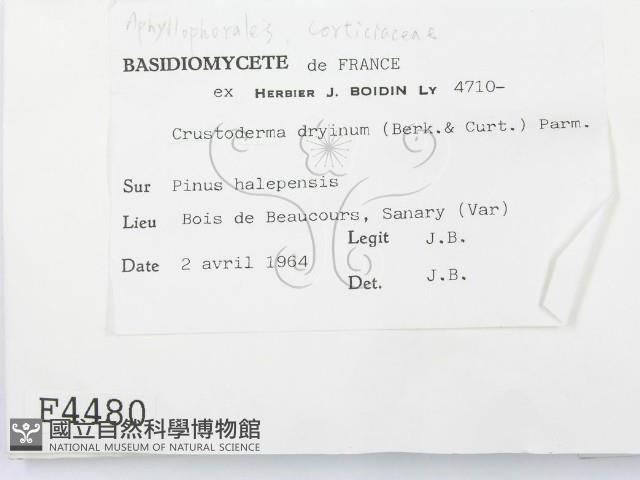 Aphyllophorales, Corticiaceae
BASIDIOMYCETE de FRANCE
ex HERBIER J. BOIDIN LY 4710-
Crustoderma dryinum (Berk.& Curt.) Parm.
Sur Pinus halepensis
Lieu Bois de Beaucours, Sanary (Var)
Legit J.B.
Date 2 avril 1964
Det. J.B.
F4480
國立自然科學博物館
NATIONAL MUSEUM OF NATURAL SCIENCE